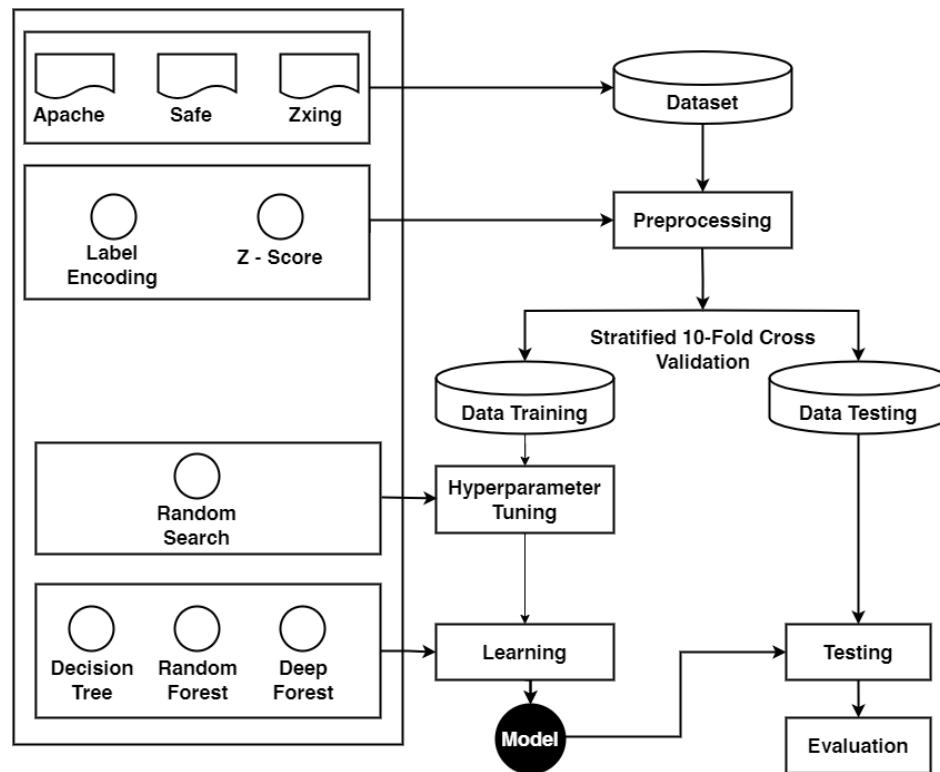 Apache
Safe
Zxing
Dataset
Label
Encoding
Z - Score
Preprocessing
Stratified 10-Fold Cross
Validation
Data Training
Data Testing
Random
Search
Hyperparameter
Tuning
Decision
Tree
Random
Forest
Deep
Forest
Learning
Testing
Model
Evaluation